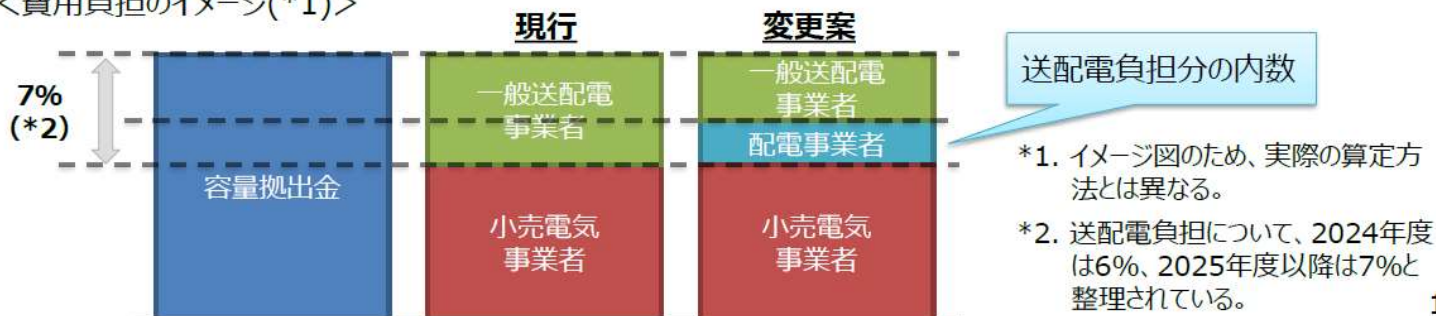 ＜費用負担のイメージ(*1)＞
現行
変更案
7%
(*2)
容量拠出金
一般送配電
事業者
小売電気
事業者
一般送配電
事業者
配電事業者
小売電気
事業者
送配電負担分の内数
*1. イメージ図のため、実際の算定方
法とは異なる。
*2. 送配電負担について、2024年度
は6%、2025年度以降は7%と
整理されている。